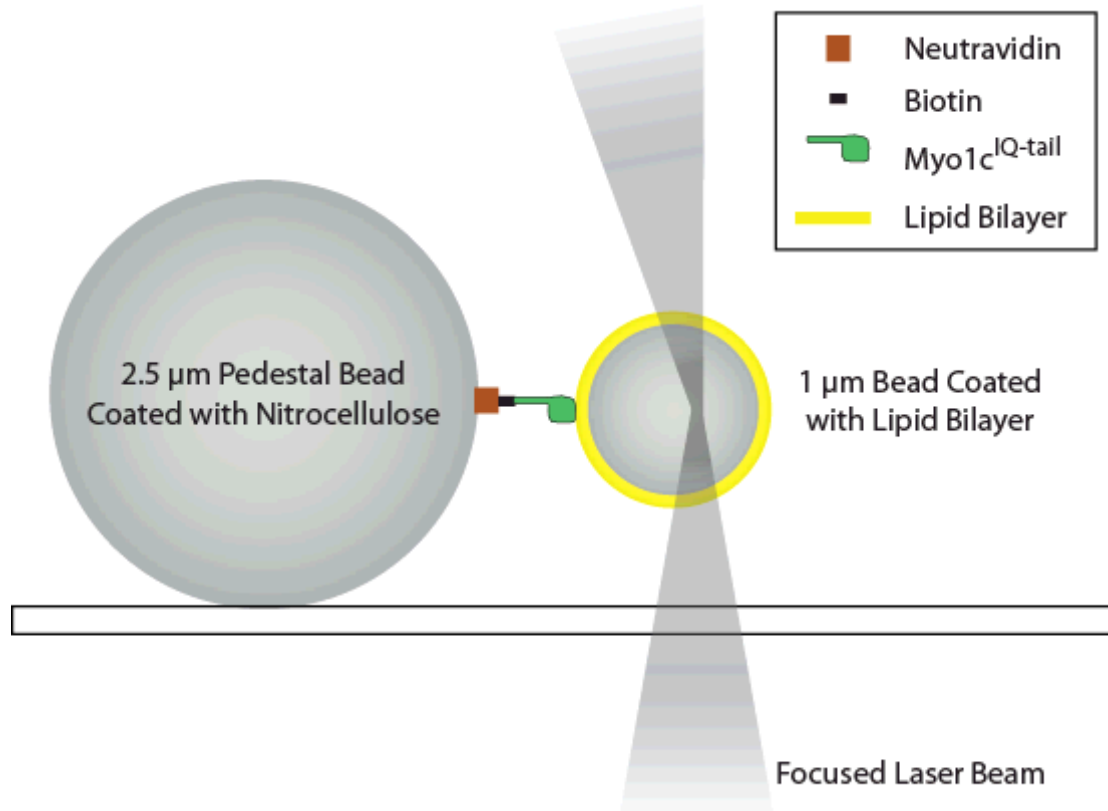 Neutravidin
Biotin
Myo1c^IQ-tail
Lipid Bilayer
2.5 µm Pedestal Bead
Coated with Nitrocellulose
1 µm Bead Coated
with Lipid Bilayer
Focused Laser Beam